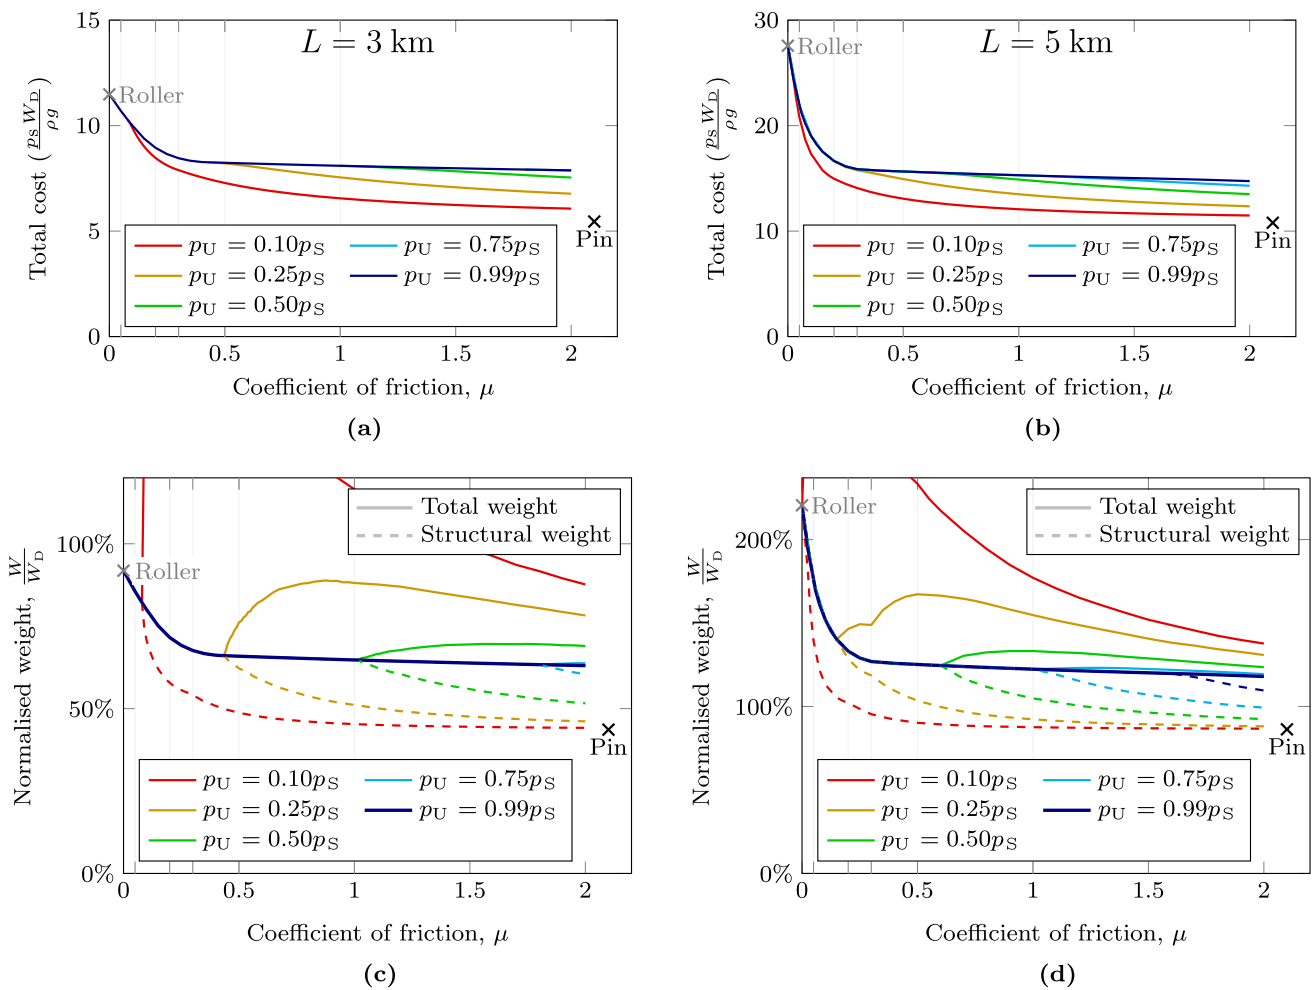 L = 3 km
15
10
5
0
Total cost (p_S W_D / ρ g)
Roller
Pin
p_U = 0.10p_S
p_U = 0.75p_S
p_U = 0.25p_S
p_U = 0.99p_S
p_U = 0.50p_S
0 0.5 1 1.5 2
Coefficient of friction, μ
(a)
L = 5 km
30
20
10
0
Total cost (p_S W_D / ρ g)
Roller
Pin
p_U = 0.10p_S
p_U = 0.75p_S
p_U = 0.25p_S
p_U = 0.99p_S
p_U = 0.50p_S
0 0.5 1 1.5 2
Coefficient of friction, μ
(b)
100%
50%
0%
Normalised weight, W / W_D
Total weight
Structural weight
Roller
Pin
p_U = 0.10p_S
p_U = 0.75p_S
p_U = 0.25p_S
p_U = 0.99p_S
p_U = 0.50p_S
0 0.5 1 1.5 2
Coefficient of friction, μ
(c)
200%
100%
0%
Normalised weight, W / W_D
Total weight
Structural weight
Roller
Pin
p_U = 0.10p_S
p_U = 0.75p_S
p_U = 0.25p_S
p_U = 0.99p_S
p_U = 0.50p_S
0 0.5 1 1.5 2
Coefficient of friction, μ
(d)